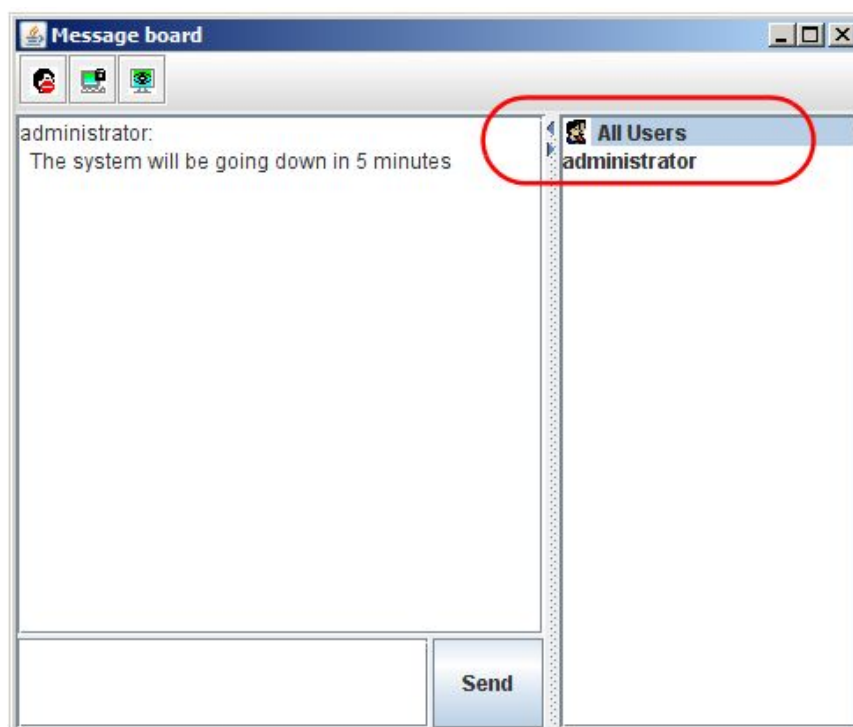 Message board
administrator:
The system will be going down in 5 minutes
All Users
administrator
Send